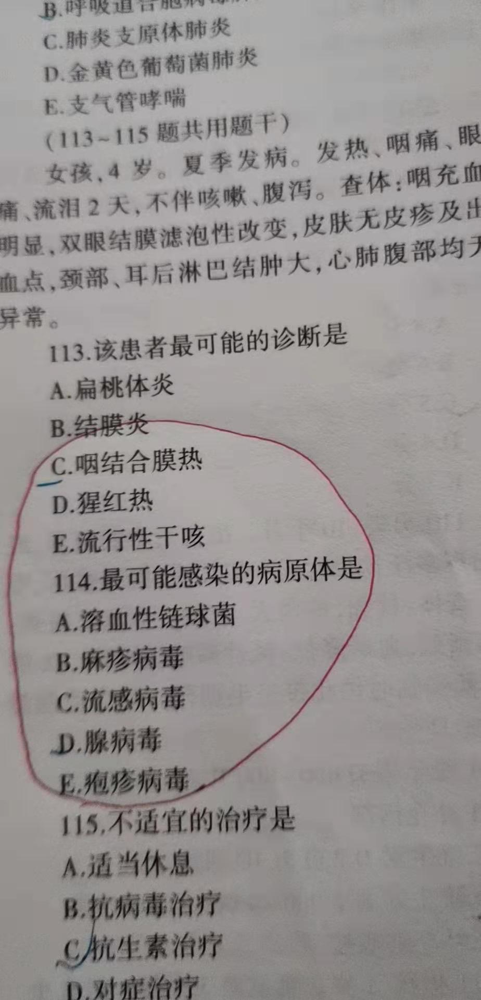 B.呼吸道合胞病毒肺
C.肺炎支原体肺炎
D.金黄色葡萄菌肺炎
E.支气管哮喘
(113~115 题共用题干)
女孩,4 岁。夏季发病。发热、咽痛、眼
痛、流泪 2 天,不伴咳嗽、腹泻。查体:咽充血
明显,双眼结膜滤泡性改变,皮肤无皮疹及出
血点,颈部、耳后淋巴结肿大,心肺腹部均无
异常。
113.该患者最可能的诊断是
A.扁桃体炎
B.结膜炎
C.咽结合膜热
D.猩红热
E.流行性干咳
114.最可能感染的病原体是
A.溶血性链球菌
B.麻疹病毒
C.流感病毒
D.腺病毒
E.疱疹病毒
115.不适宜的治疗是
A.适当休息
B.抗病毒治疗
C.抗生素治疗
D.对症治疗